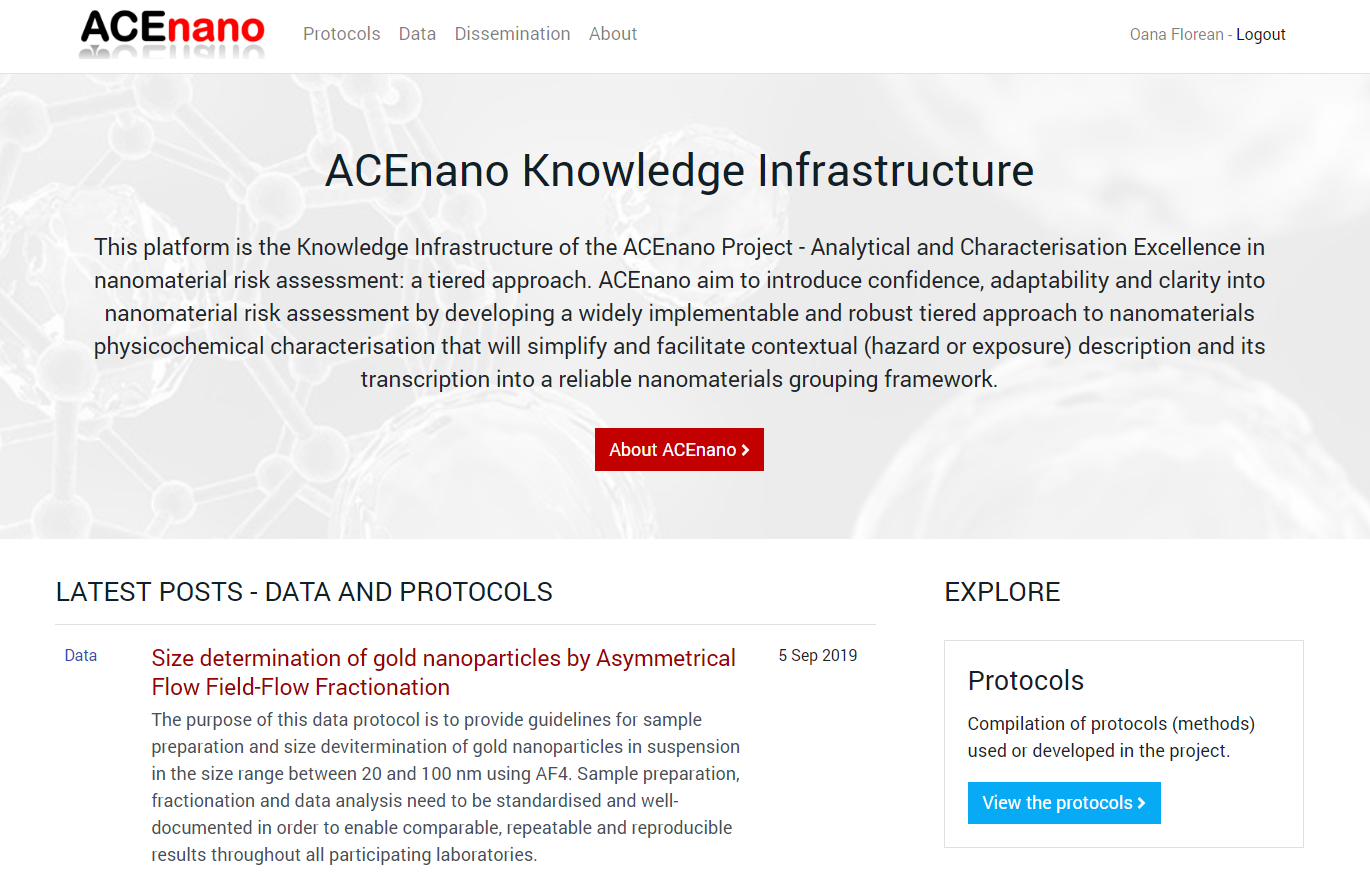 ACEnano
Protocols Data Dissemination About
Oana Florean - Logout
ACEnano Knowledge Infrastructure
This platform is the Knowledge Infrastructure of the ACEnano Project - Analytical and Characterisation Excellence in
nanomaterial risk assessment: a tiered approach. ACEnano aim to introduce confidence, adaptability and clarity into
nanomaterial risk assessment by developing a widely implementable and robust tiered approach to nanomaterials
physicochemical characterisation that will simplify and facilitate contextual (hazard or exposure) description and its
transcription into a reliable nanomaterials grouping framework.
About ACEnano
LATEST POSTS - DATA AND PROTOCOLS
Data
Size determination of gold nanoparticles by Asymmetrical
Flow Field-Flow Fractionation
5 Sep 2019
The purpose of this data protocol is to provide guidelines for sample
preparation and size devitermination of gold nanoparticles in suspension
in the size range between 20 and 100 nm using AF4. Sample preparation,
fractionation and data analysis need to be standardised and well-
documented in order to enable comparable, repeatable and reproducible
results throughout all participating laboratories.
EXPLORE
Protocols
Compilation of protocols (methods)
used or developed in the project.
View the protocols